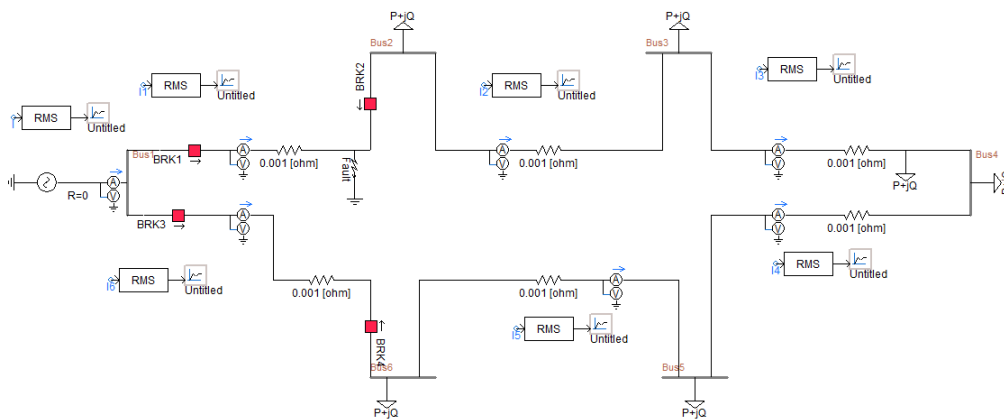 P+jQ
P+jQ
Bus2
Bus3
BRK2
RMS
I1
Untitled
RMS
I2
Untitled
RMS
I3
Untitled
RMS
I
Untitled
Bus1
BRK1
A
V
0.001 [ohm]
Fault
A
V
0.001 [ohm]
A
V
0.001 [ohm]
Bus4
P+jQ
R=0
A
V
BRK3
A
V
0.001 [ohm]
A
V
0.001 [ohm]
RMS
I6
Untitled
0.001 [ohm]
A
V
RMS
I4
Untitled
BRK4
RMS
I5
Untitled
Bus6
Bus5
P+jQ
P+jQ